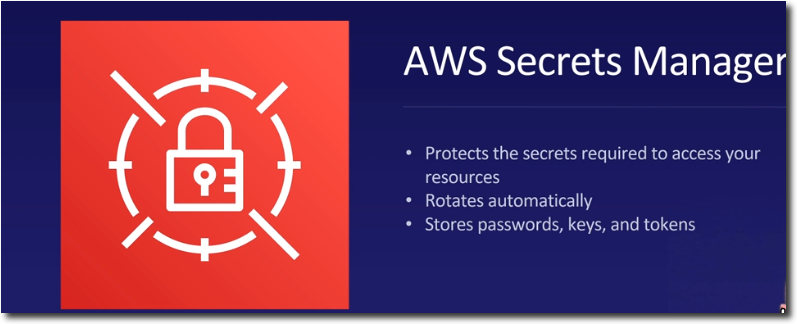 AWS Secrets Manager
• Protects the secrets required to access your
resources
• Rotates automatically
• Stores passwords, keys, and tokens